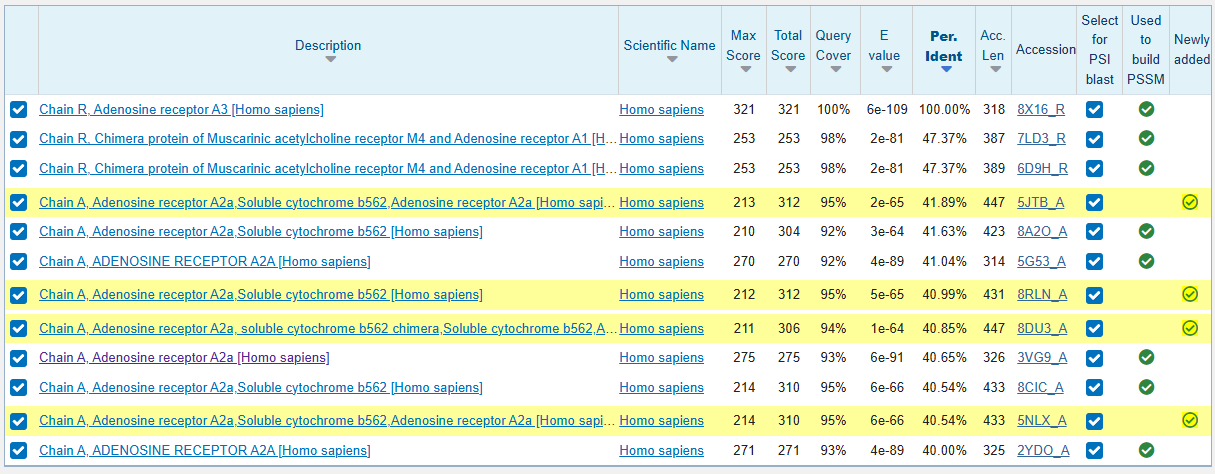 Description Scientific Name Max Score Total Score Query Cover E value Per. Ident Acc. Len Accession Select for PSI blast Used to build PSSM Newly added
Chain R, Adenosine receptor A3 [Homo sapiens] Homo sapiens 321 321 100% 6e-109 100.00% 318 8X16_R
Chain R, Chimera protein of Muscarinic acetylcholine receptor M4 and Adenosine receptor A1 [H... Homo sapiens 253 253 98% 2e-81 47.37% 387 7LD3_R
Chain R, Chimera protein of Muscarinic acetylcholine receptor M4 and Adenosine receptor A1 [H... Homo sapiens 253 253 98% 2e-81 47.37% 389 6D9H_R
Chain A, Adenosine receptor A2a,Soluble cytochrome b562,Adenosine receptor A2a [Homo sapi... Homo sapiens 213 312 95% 2e-65 41.89% 447 5JTB_A
Chain A, Adenosine receptor A2a,Soluble cytochrome b562 [Homo sapiens] Homo sapiens 210 304 92% 3e-64 41.63% 423 8A2O_A
Chain A, ADENOSINE RECEPTOR A2A [Homo sapiens] Homo sapiens 270 270 92% 4e-89 41.04% 314 5G53_A
Chain A, Adenosine receptor A2a,Soluble cytochrome b562 [Homo sapiens] Homo sapiens 212 312 95% 5e-65 40.99% 431 8RLN_A
Chain A, Adenosine receptor A2a, soluble cytochrome b562 chimera,Soluble cytochrome b562,A... Homo sapiens 211 306 94% 1e-64 40.85% 447 8DU3_A
Chain A, Adenosine receptor A2a [Homo sapiens] Homo sapiens 275 275 93% 6e-91 40.65% 326 3VG9_A
Chain A, Adenosine receptor A2a,Soluble cytochrome b562 [Homo sapiens] Homo sapiens 214 310 95% 6e-66 40.54% 433 8CIC_A
Chain A, Adenosine receptor A2a,Soluble cytochrome b562,Adenosine receptor A2a [Homo sapi... Homo sapiens 214 310 95% 6e-66 40.54% 433 5NLX_A
Chain A, ADENOSINE RECEPTOR A2A [Homo sapiens] Homo sapiens 271 271 93% 4e-89 40.00% 325 2YDO_A